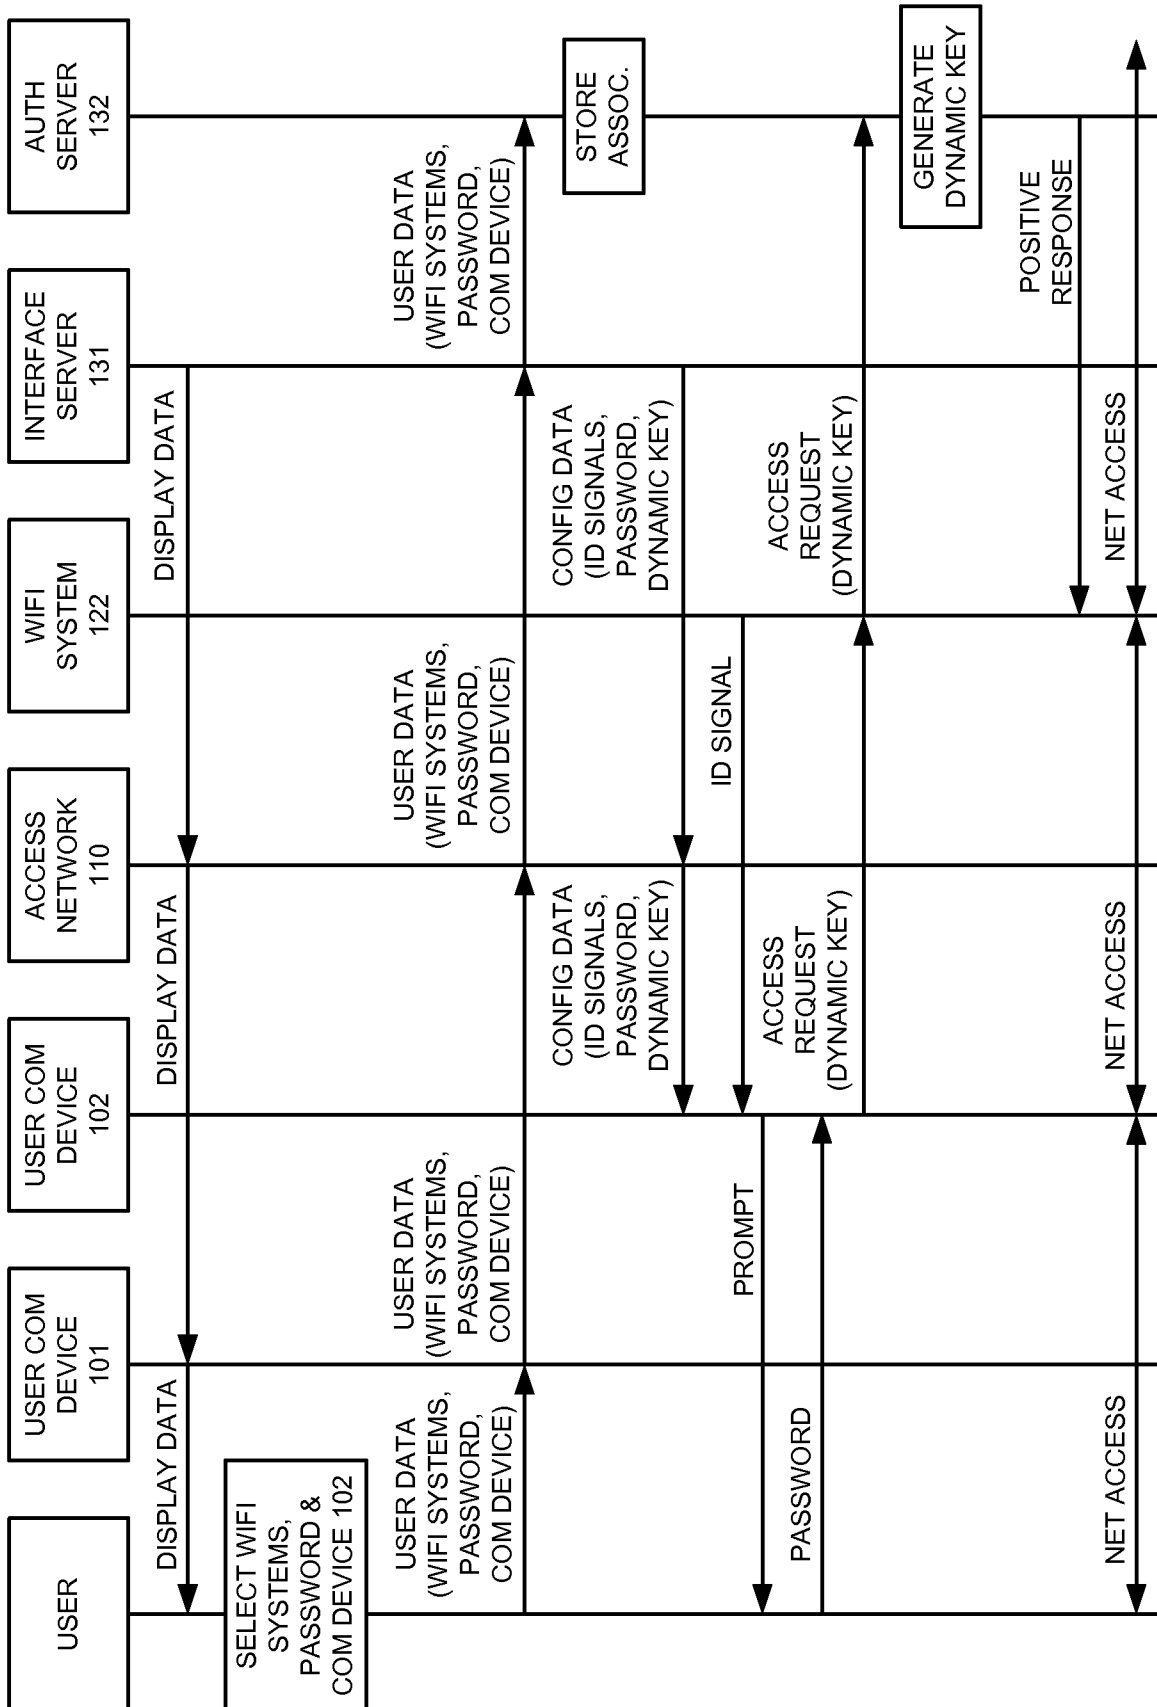 USER
USER COM
DEVICE
101
USER COM
DEVICE
102
ACCESS
NETWORK
110
WIFI
SYSTEM
122
INTERFACE
SERVER
131
AUTH
SERVER
132
DISPLAY DATA
DISPLAY DATA
DISPLAY DATA
SELECT WIFI
SYSTEMS,
PASSWORD &
COM DEVICE 102
USER DATA
(WIFI SYSTEMS,
PASSWORD,
COM DEVICE)
USER DATA
(WIFI SYSTEMS,
PASSWORD,
COM DEVICE)
USER DATA
(WIFI SYSTEMS,
PASSWORD,
COM DEVICE)
USER DATA
(WIFI SYSTEMS,
PASSWORD,
COM DEVICE)
STORE
ASSOC.
CONFIG DATA
(ID SIGNALS,
PASSWORD,
DYNAMIC KEY)
CONFIG DATA
(ID SIGNALS,
PASSWORD,
DYNAMIC KEY)
ID SIGNAL
PROMPT
PASSWORD
ACCESS
REQUEST
(DYNAMIC KEY)
ACCESS
REQUEST
(DYNAMIC KEY)
GENERATE
DYNAMIC KEY
POSITIVE
RESPONSE
NET ACCESS
NET ACCESS
NET ACCESS